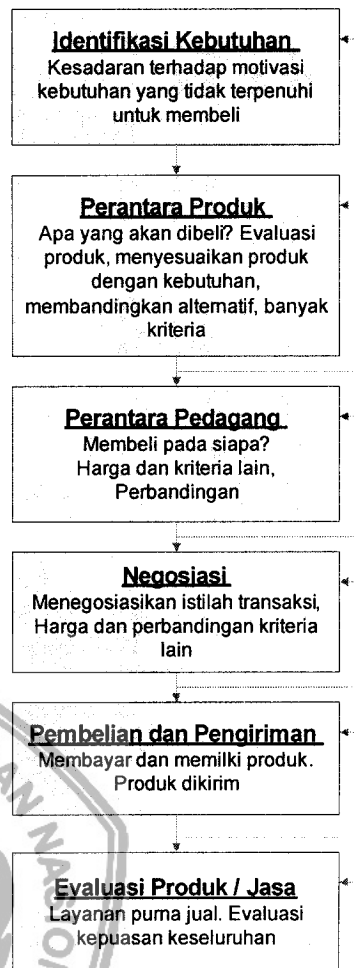 Identifikasi Kebutuhan
Kesadaran terhadap motivasi
kebutuhan yang tidak terpenuhi
untuk membeli
Perantara Produk
Apa yang akan dibeli? Evaluasi
produk, menyesuaikan produk
dengan kebutuhan,
membandingkan alternatif, banyak
kriteria
Perantara Pedagang
Membeli pada siapa?
Harga dan kriteria lain,
Perbandingan
Negosiasi
Menegosiasikan istilah transaksi,
Harga dan perbandingan kriteria
lain
Pembelian dan Pengiriman
Membayar dan memilki produk.
Produk dikirim
Evaluasi Produk / Jasa
Layanan purna jual. Evaluasi
kepuasan keseluruhan